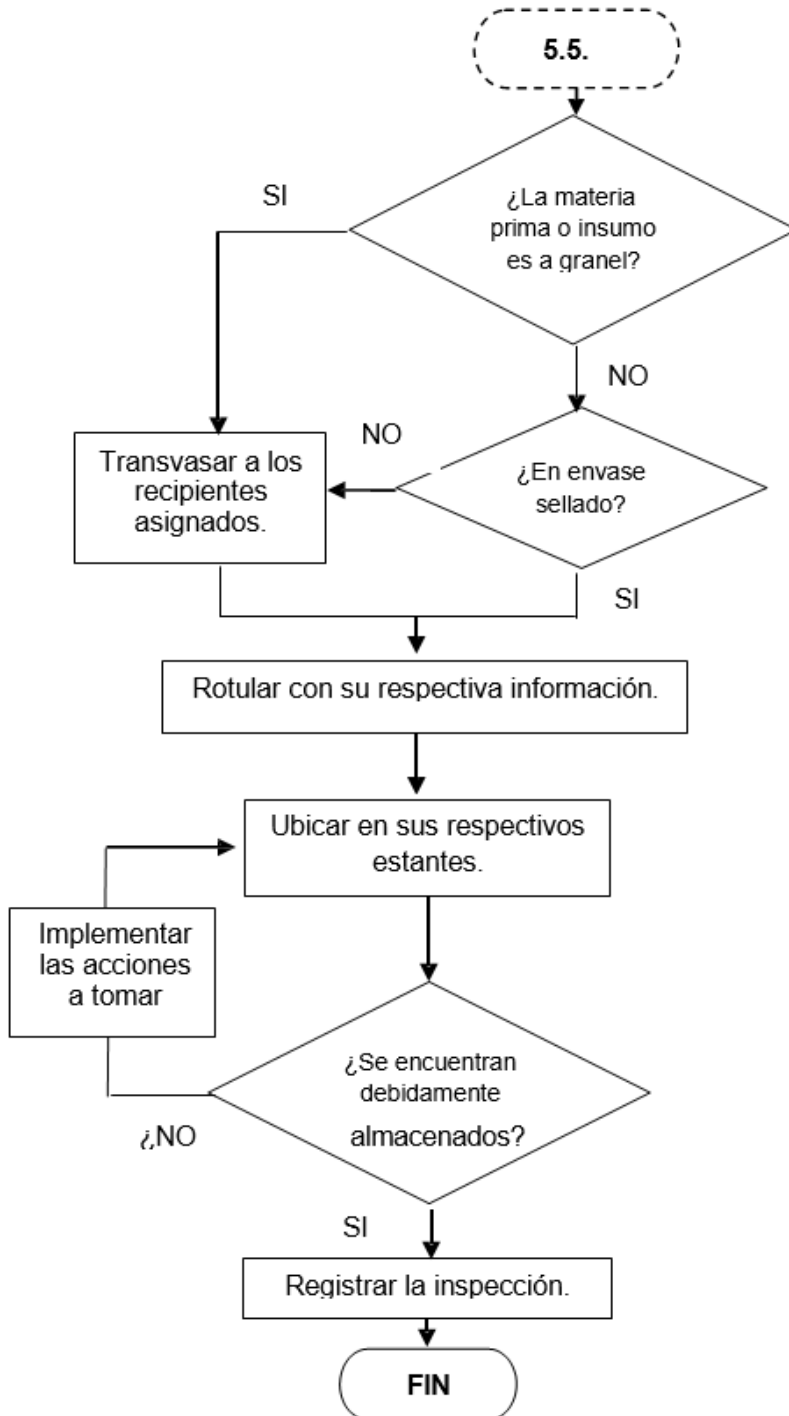 5.5.
¿La materia
prima o insumo
es a granel?
SI
NO
Transvasar a los
recipientes
asignados.
NO
¿En envase
sellado?
SI
Rotular con su respectiva información.
Ubicar en sus respectivos
estantes.
Implementar
las acciones
a tomar
¿Se encuentran
debidamente
almacenados?
¿NO
SI
Registrar la inspección.
FIN